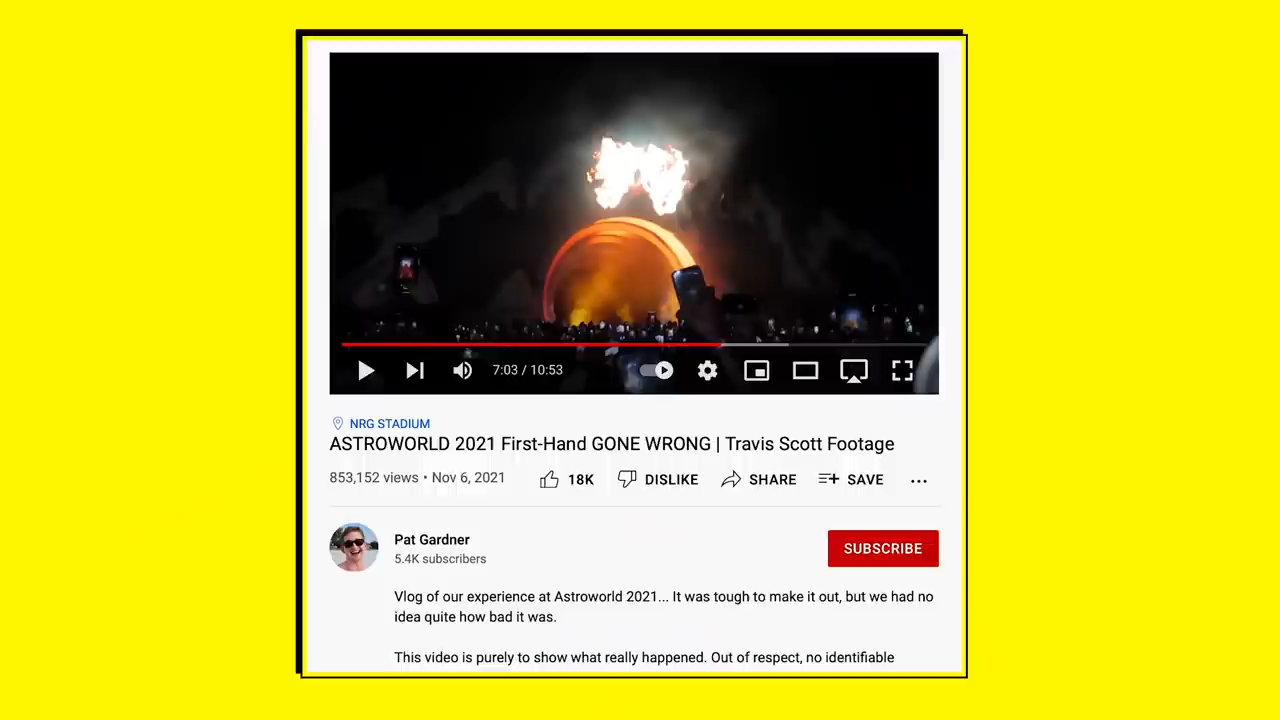 7:03 / 10:53
NRG STADIUM
ASTROWORLD 2021 First-Hand GONE WRONG | Travis Scott Footage
853,152 views • Nov 6, 2021 18K DISLIKE SHARE SAVE ...
Pat Gardner
5.4K subscribers
SUBSCRIBE
Vlog of our experience at Astroworld 2021... It was tough to make it out, but we had no
idea quite how bad it was.
This video is purely to show what really happened. Out of respect, no identifiable